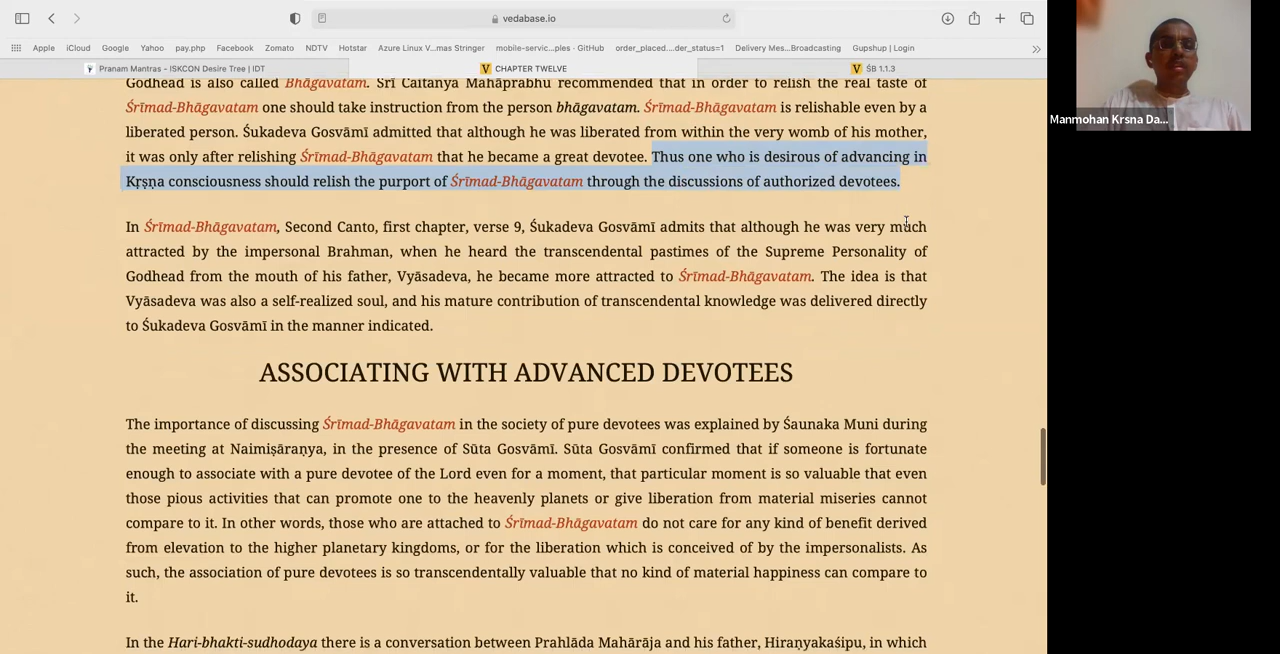 vedabase.io
Apple iCloud Google Yahoo pay.php Facebook Zomato NDTV Hotstar Azure Linux V...mas Stringer mobile-servic...ples · GitHub order_placed....der_status=1 Delivery Mes...Broadcasting Gupshup | Login
Pranam Mantras - ISKCON Desire Tree | IDT
CHAPTER TWELVE
ŚB 1.1.3
Godhead is also called Bhāgavatam. Śrī Caitanya Mahāprabhu recommended that in order to relish the real taste of
Śrīmad-Bhāgavatam one should take instruction from the person bhāgavatam. Śrīmad-Bhāgavatam is relishable even by a
liberated person. Śukadeva Gosvāmī admitted that although he was liberated from within the very womb of his mother,
it was only after relishing Śrīmad-Bhāgavatam that he became a great devotee. Thus one who is desirous of advancing in
Kṛṣṇa consciousness should relish the purport of Śrīmad-Bhāgavatam through the discussions of authorized devotees.
In Śrīmad-Bhāgavatam, Second Canto, first chapter, verse 9, Śukadeva Gosvāmī admits that although he was very much
attracted by the impersonal Brahman, when he heard the transcendental pastimes of the Supreme Personality of
Godhead from the mouth of his father, Vyāsadeva, he became more attracted to Śrīmad-Bhāgavatam. The idea is that
Vyāsadeva was also a self-realized soul, and his mature contribution of transcendental knowledge was delivered directly
to Śukadeva Gosvāmī in the manner indicated.
ASSOCIATING WITH ADVANCED DEVOTEES
The importance of discussing Śrīmad-Bhāgavatam in the society of pure devotees was explained by Śaunaka Muni during
the meeting at Naimiṣāraṇya, in the presence of Sūta Gosvāmī. Sūta Gosvāmī confirmed that if someone is fortunate
enough to associate with a pure devotee of the Lord even for a moment, that particular moment is so valuable that even
those pious activities that can promote one to the heavenly planets or give liberation from material miseries cannot
compare to it. In other words, those who are attached to Śrīmad-Bhāgavatam do not care for any kind of benefit derived
from elevation to the higher planetary kingdoms, or for the liberation which is conceived of by the impersonalists. As
such, the association of pure devotees is so transcendentally valuable that no kind of material happiness can compare to
it.
In the Hari-bhakti-sudhodaya there is a conversation between Prahlāda Mahārāja and his father, Hiraṇyakaśipu, in which
Manmohan Krsna Da...